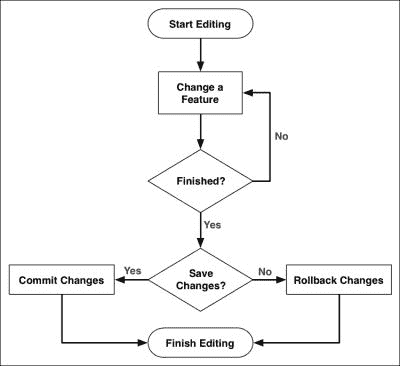 Start Editing
Change a
Feature
No
Finished?
Yes
Save
Changes?
Yes
No
Commit Changes
Rollback Changes
Finish Editing